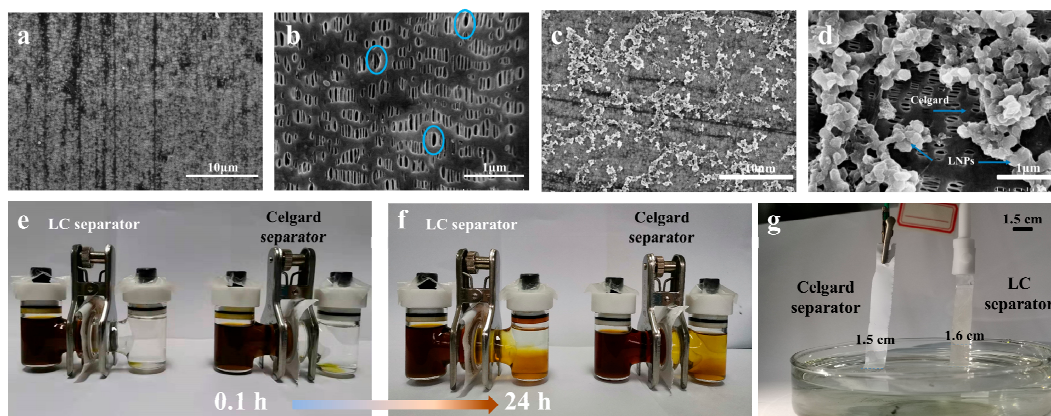 a
10μm
b
1μm
c
10μm
d
Celgard
LNPs
1μm
e
LC separator
Celgard
separator
f
LC separator
Celgard
separator
0.1 h
24 h
g
1.5 cm
Celgard
separator
LC
separator
1.5 cm
1.6 cm